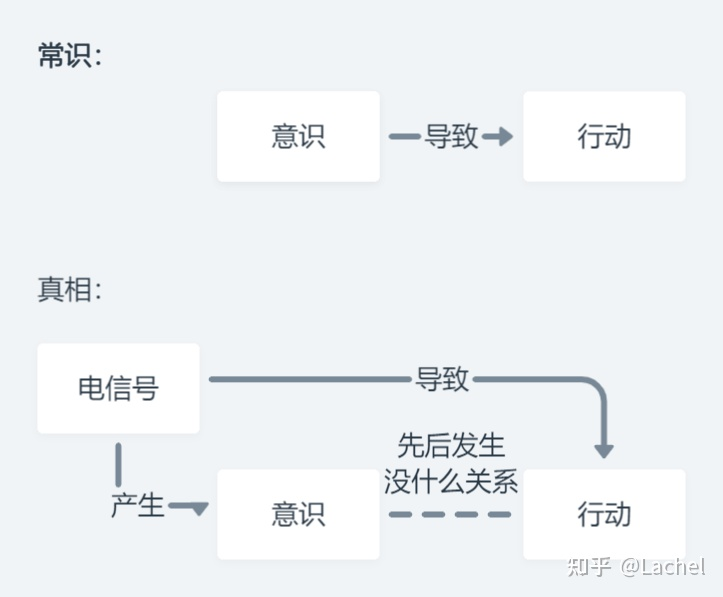 常识：
意识
导致
行动
真相：
电信号
导致
先后发生
没什么关系
产生
意识
行动
知乎 @Lachel